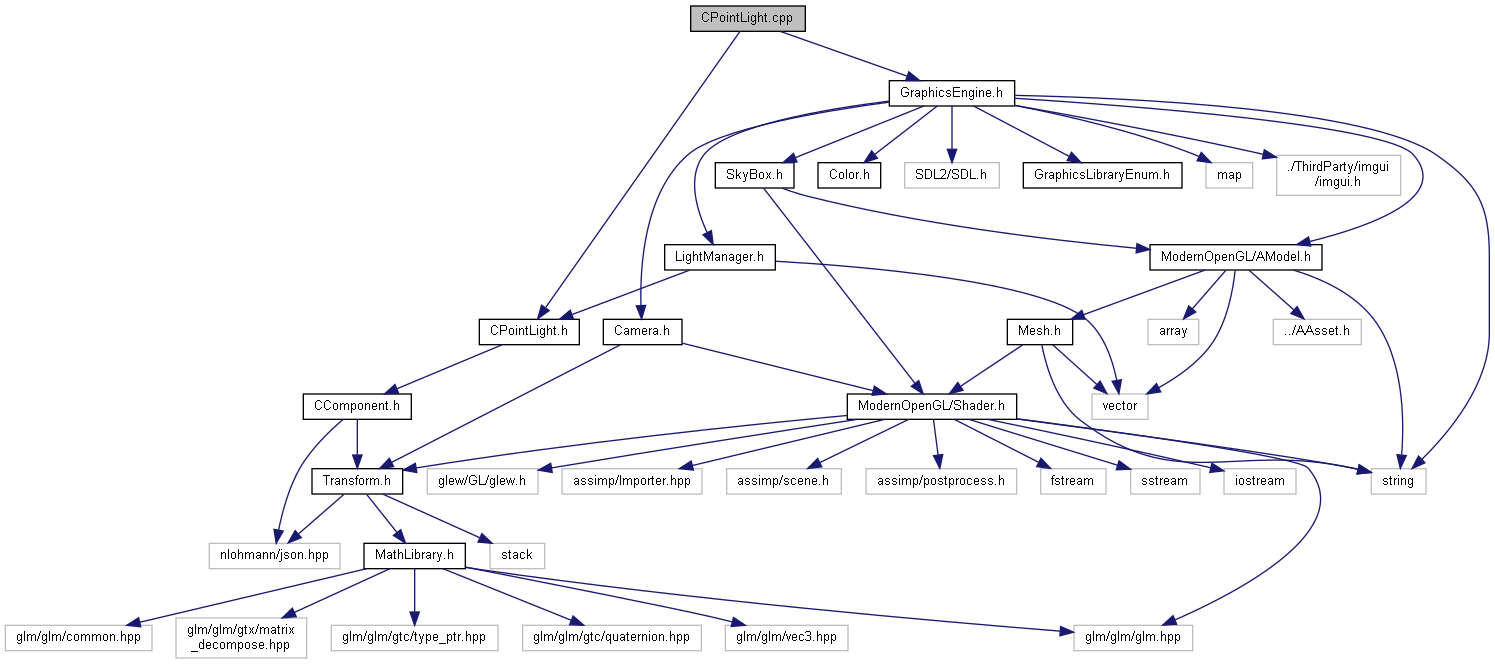 CPointLight.cpp
GraphicsEngine.h
SkyBox.h
Color.h
SDL2/SDL.h
GraphicsLibraryEnum.h
map
./ThirdParty/imgui
/imgui.h
LightManager.h
ModernOpenGL/AModel.h
CPointLight.h
Camera.h
Mesh.h
array
../AAsset.h
CComponent.h
ModernOpenGL/Shader.h
vector
Transform.h
glew/GL/glew.h
assimp/Importer.hpp
assimp/scene.h
assimp/postprocess.h
fstream
sstream
iostream
string
nlohmann/json.hpp
MathLibrary.h
stack
glm/glm/common.hpp
glm/glm/gtx/matrix
_decompose.hpp
glm/glm/gtc/type_ptr.hpp
glm/glm/gtc/quaternion.hpp
glm/glm/vec3.hpp
glm/glm/glm.hpp